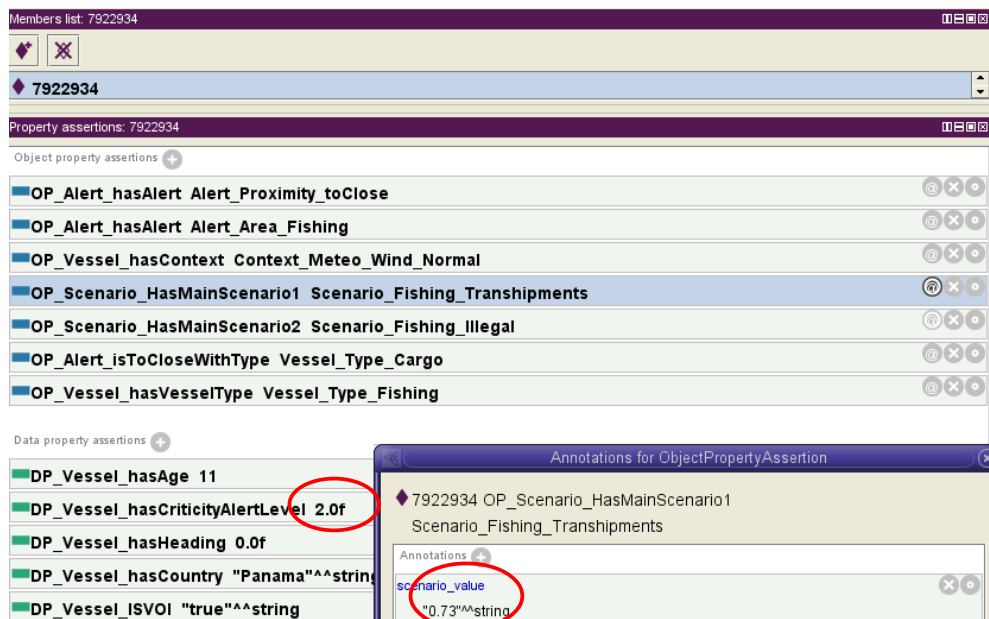 Members list: 7922934
7922934
Property assertions: 7922934
Object property assertions
OP_Alert_hasAlert Alert_Proximity_toClose
OP_Alert_hasAlert Alert_Area_Fishing
OP_Vessel_hasContext Context_Meteo_Wind_Normal
OP_Scenario_HasMainScenario1 Scenario_Fishing_Transhipments
OP_Scenario_HasMainScenario2 Scenario_Fishing_Illegal
OP_Alert_isToCloseWithType Vessel_Type_Cargo
OP_Vessel_hasVesselType Vessel_Type_Fishing
Data property assertions
DP_Vessel_hasAge 11
DP_Vessel_hasCriticityAlertLevel 2.0f
DP_Vessel_hasHeading 0.0f
DP_Vessel_hasCountry "Panama"^^string
DP_Vessel_ISVOI "true"^^string
Annotations for ObjectPropertyAssertion
7922934 OP_Scenario_HasMainScenario1
Scenario_Fishing_Transhipments
Annotations
scenario_value
"0.73"^^string